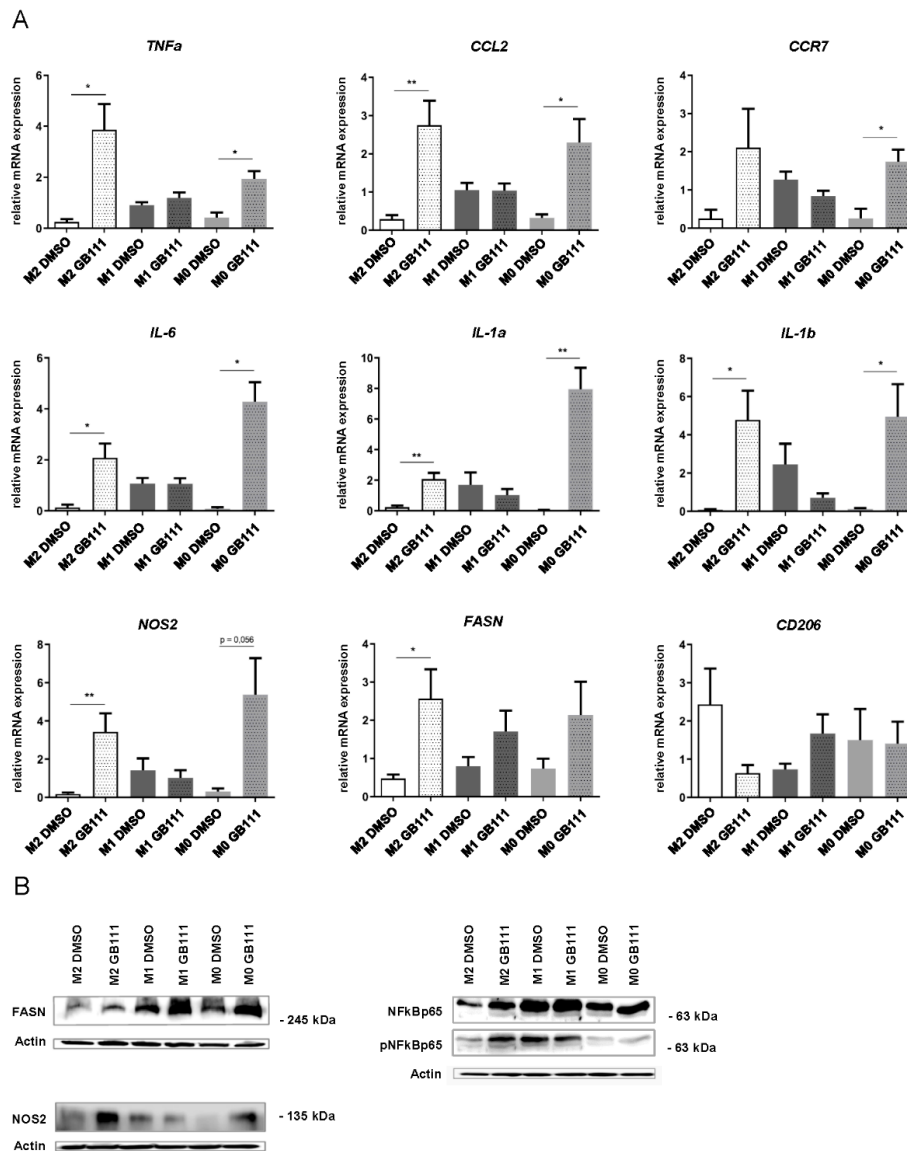 A
TNFa
CCL2
CCR7
relative mRNA expression
6
4
2
0
*
*
M2 DMSO
M2 GB111
M1 DMSO
M1 GB111
M0 DMSO
M0 GB111
relative mRNA expression
4
3
2
1
0
**
*
M2 DMSO
M2 GB111
M1 DMSO
M1 GB111
M0 DMSO
M0 GB111
relative mRNA expression
4
3
2
1
0
*
M2 DMSO
M2 GB111
M1 DMSO
M1 GB111
M0 DMSO
M0 GB111
IL-6
IL-1a
IL-1b
relative mRNA expression
6
4
2
0
*
*
M2 DMSO
M2 GB111
M1 DMSO
M1 GB111
M0 DMSO
M0 GB111
relative mRNA expression
10
8
6
4
2
0
**
**
M2 DMSO
M2 GB111
M1 DMSO
M1 GB111
M0 DMSO
M0 GB111
relative mRNA expression
8
6
4
2
0
*
*
M2 DMSO
M2 GB111
M1 DMSO
M1 GB111
M0 DMSO
M0 GB111
NOS2
FASN
CD206
relative mRNA expression
8
6
4
2
0
**
p = 0,056
M2 DMSO
M2 GB111
M1 DMSO
M1 GB111
M0 DMSO
M0 GB111
relative mRNA expression
4
3
2
1
0
*
M2 DMSO
M2 GB111
M1 DMSO
M1 GB111
M0 DMSO
M0 GB111
relative mRNA expression
4
3
2
1
0
M2 DMSO
M2 GB111
M1 DMSO
M1 GB111
M0 DMSO
M0 GB111
B
M2 DMSO
M2 GB111
M1 DMSO
M1 GB111
M0 DMSO
M0 GB111
FASN
- 245 kDa
Actin
NOS2
- 135 kDa
Actin
M2 DMSO
M2 GB111
M1 DMSO
M1 GB111
M0 DMSO
M0 GB111
NFkBp65
- 63 kDa
pNFkBp65
- 63 kDa
Actin